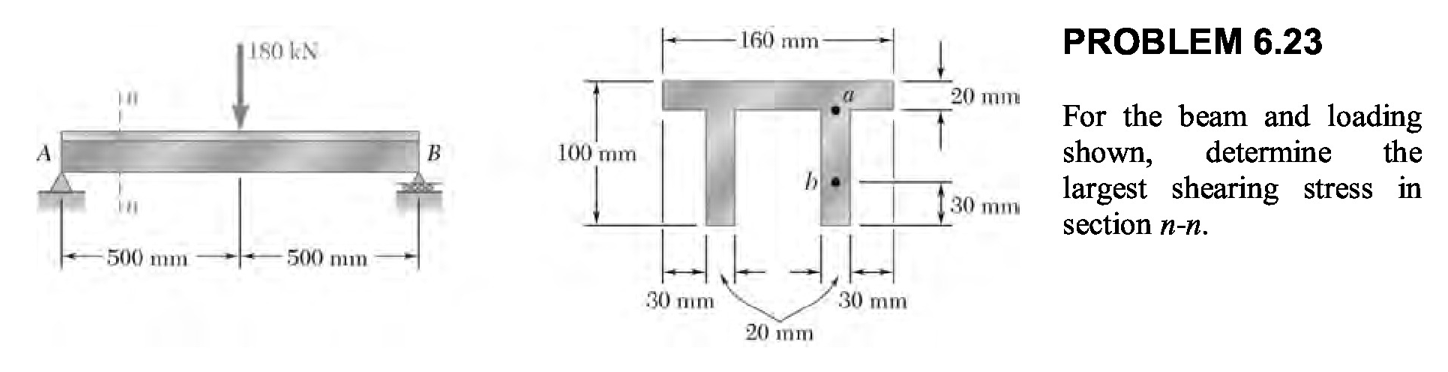 180 kN
n
A
B
n
500 mm
500 mm
160 mm
a
20 mm
100 mm
b
30 mm
30 mm
30 mm
20 mm
PROBLEM 6.23
For the beam and loading
shown, determine the
largest shearing stress in
section n-n.